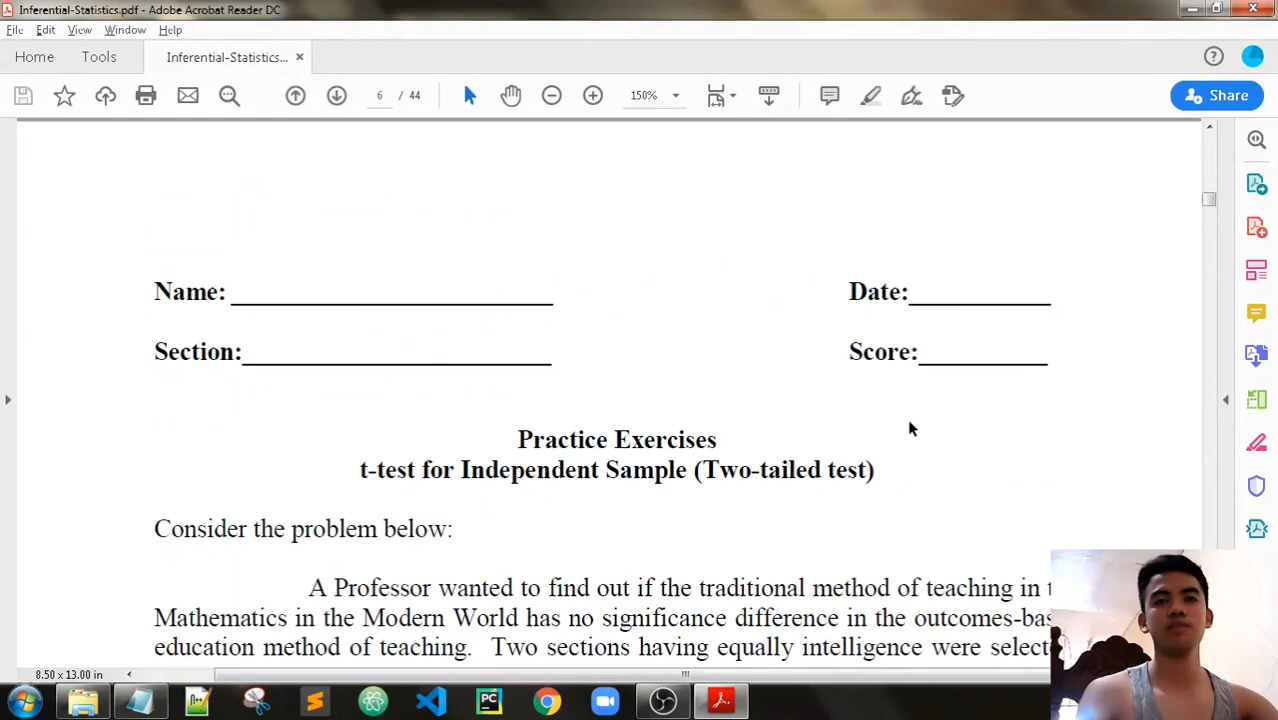 Inferential-Statistics.pdf - Adobe Acrobat Reader DC
File Edit View Window Help
Home Tools Inferential-Statistics...
6 / 44 150% Share
Name: Date:
Section: Score:
Practice Exercises
t-test for Independent Sample (Two-tailed test)
Consider the problem below:
A Professor wanted to find out if the traditional method of teaching in
Mathematics in the Modern World has no significance difference in the
education method of teaching. Two sections having equally intelligence were
8.50 x 13.00 in
PC